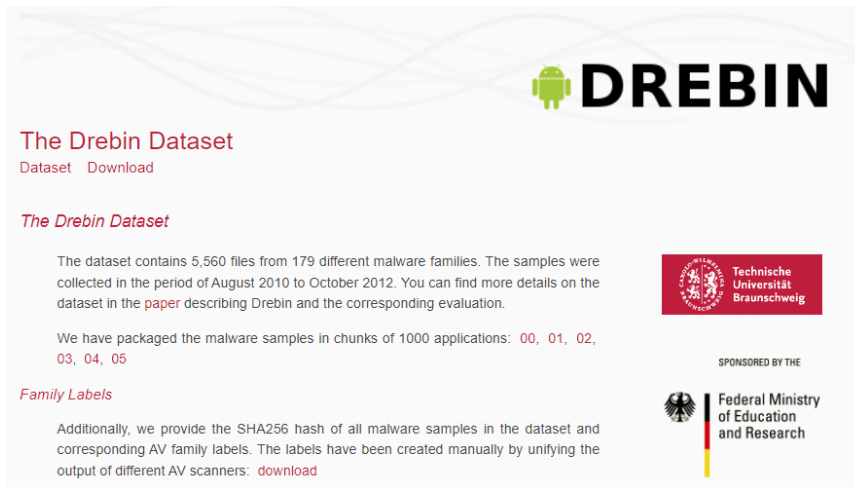 DREBIN
The Drebin Dataset
Dataset Download
The Drebin Dataset
The dataset contains 5,560 files from 179 different malware families. The samples were
collected in the period of August 2010 to October 2012. You can find more details on the
dataset in the paper describing Drebin and the corresponding evaluation.
We have packaged the malware samples in chunks of 1000 applications: 00, 01, 02,
03, 04, 05
Family Labels
Additionally, we provide the SHA256 hash of all malware samples in the dataset and
corresponding AV family labels. The labels have been created manually by unifying the
output of different AV scanners: download
Technische
Universität
Braunschweig
SPONSORED BY THE
Federal Ministry
of Education
and Research